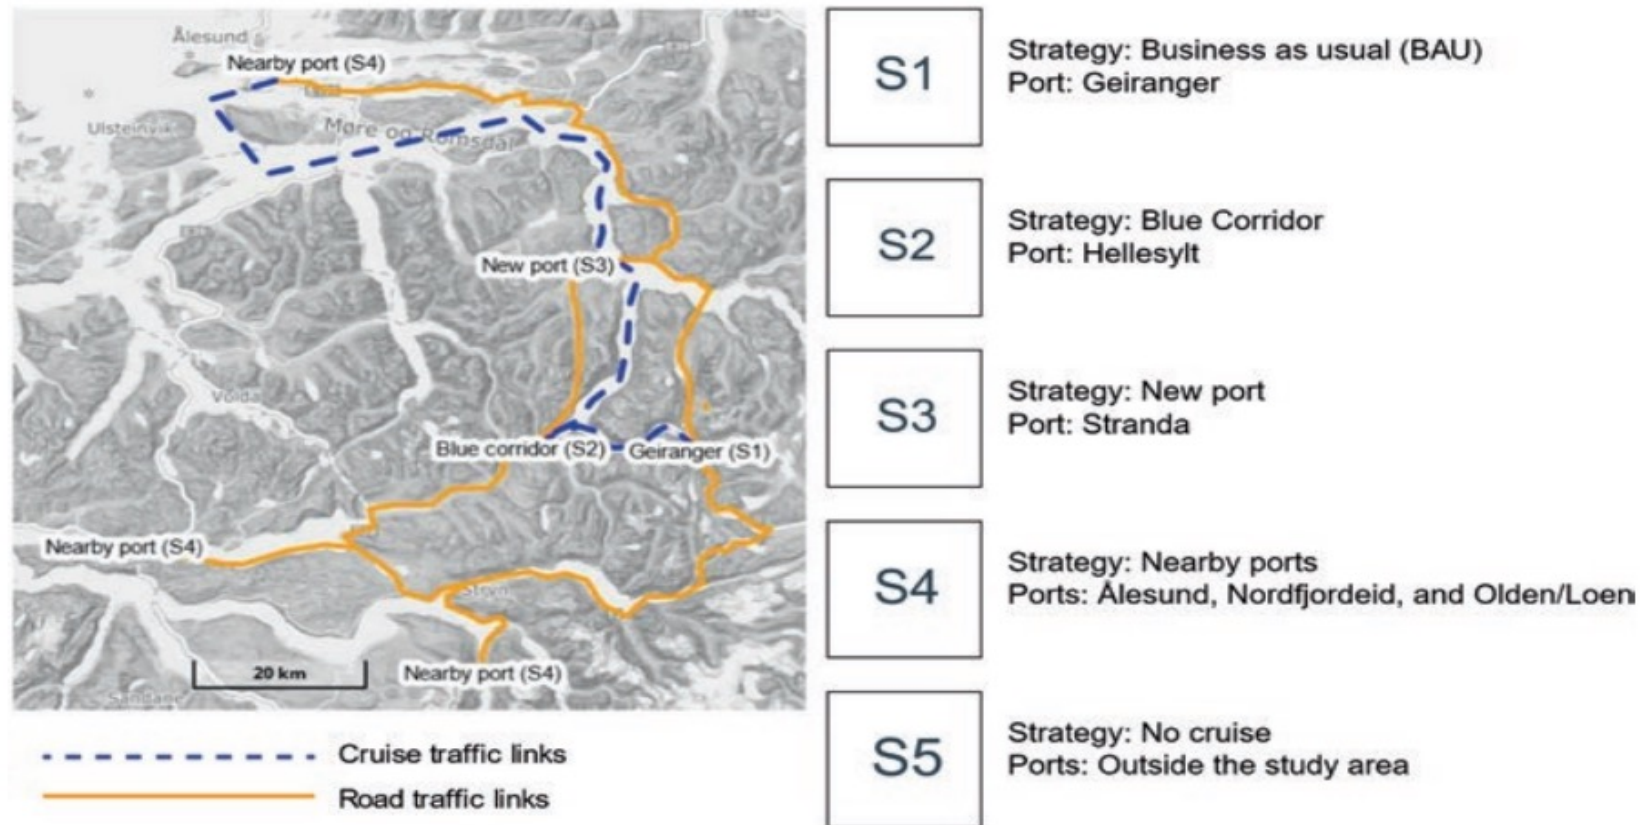 Ålesund
Nearby port (S4)
Ulsteinvik
Møre og Romsdal
New port (S3)
Volda
Blue corridor (S2)
Geiranger (S1)
Nearby port (S4)
Stryn
20 km
Nearby port (S4)
Sandane
Cruise traffic links
Road traffic links
S1
Strategy: Business as usual (BAU)
Port: Geiranger
S2
Strategy: Blue Corridor
Port: Hellesylt
S3
Strategy: New port
Port: Stranda
S4
Strategy: Nearby ports
Ports: Ålesund, Nordfjordeid, and Olden/Loen
S5
Strategy: No cruise
Ports: Outside the study area